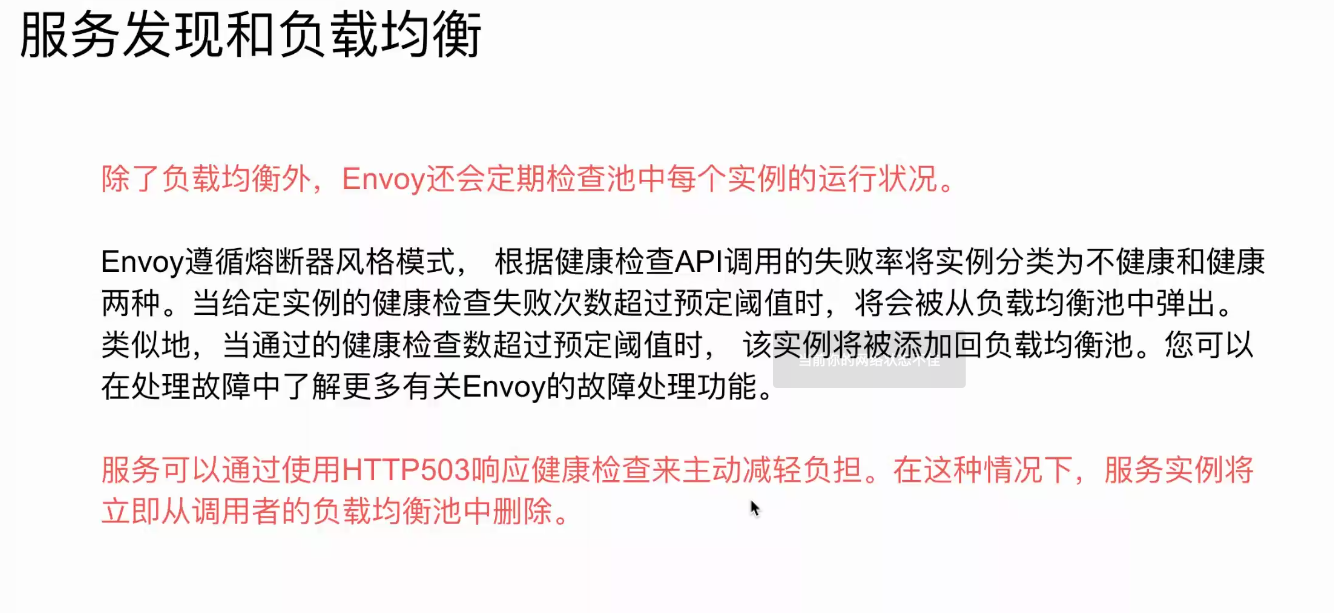 服务发现和负载均衡
除了负载均衡外，Envoy还会定期检查池中每个实例的运行状况。
Envoy遵循熔断器风格模式， 根据健康检查API调用的失败率将实例分类为不健康和健康
两种。当给定实例的健康检查失败次数超过预定阈值时，将会被从负载均衡池中弹出。
类似地，当通过的健康检查数超过预定阈值时， 该实例将被添加回负载均衡池。您可以
当前你的网络状态不佳
在处理故障中了解更多有关Envoy的故障处理功能。
服务可以通过使用HTTP503响应健康检查来主动减轻负担。在这种情况下，服务实例将
立即从调用者的负载均衡池中删除。